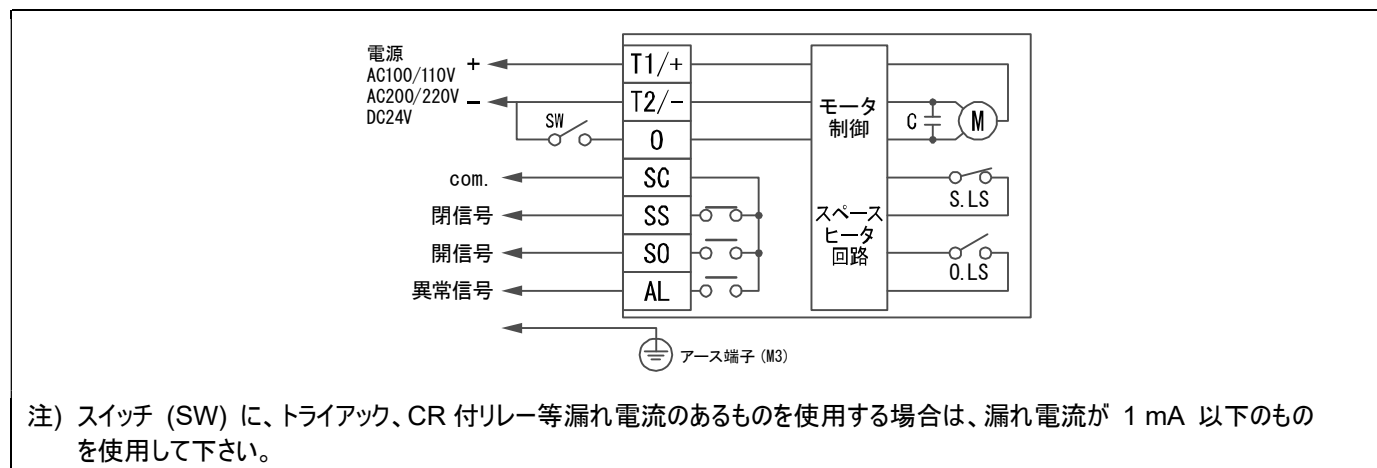 電源
AC100/110V
AC200/220V
DC24V
+
−
SW
T1/+
T2/-
O
SC
SS
SO
AL
com.
閉信号
開信号
異常信号
モータ
制御
スペース
ヒータ
回路
C
M
S.LS
O.LS
アース端子 (M3)
注) スイッチ (SW) に、トライアック、CR 付リレー等漏れ電流のあるものを使用する場合は、漏れ電流が 1 mA 以下のもの
を使用して下さい。